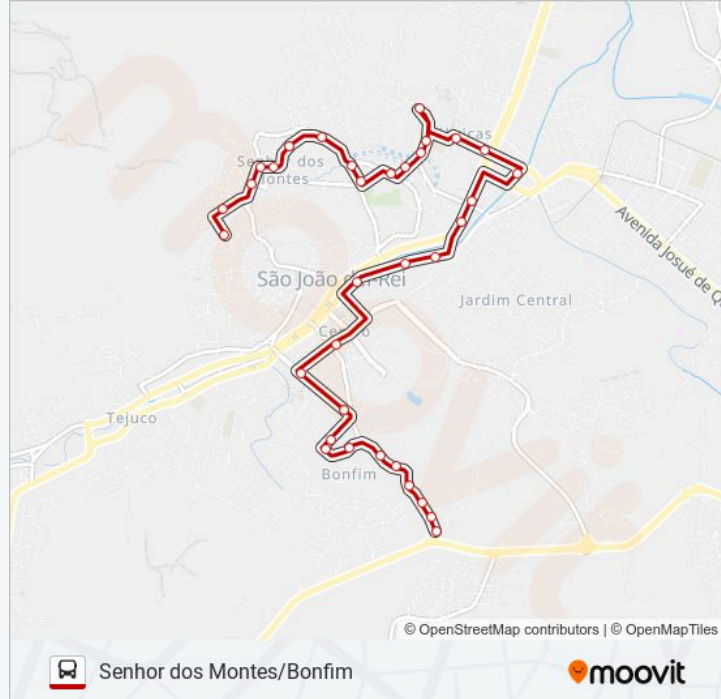 Senhor dos
Montes
São João del-Rei
Centro
Jardim Central
Avenida Josué de Q
Tejuco
Bonfim
© OpenStreetMap contributors | © OpenMapTiles
Senhor dos Montes/Bonfim
moovit